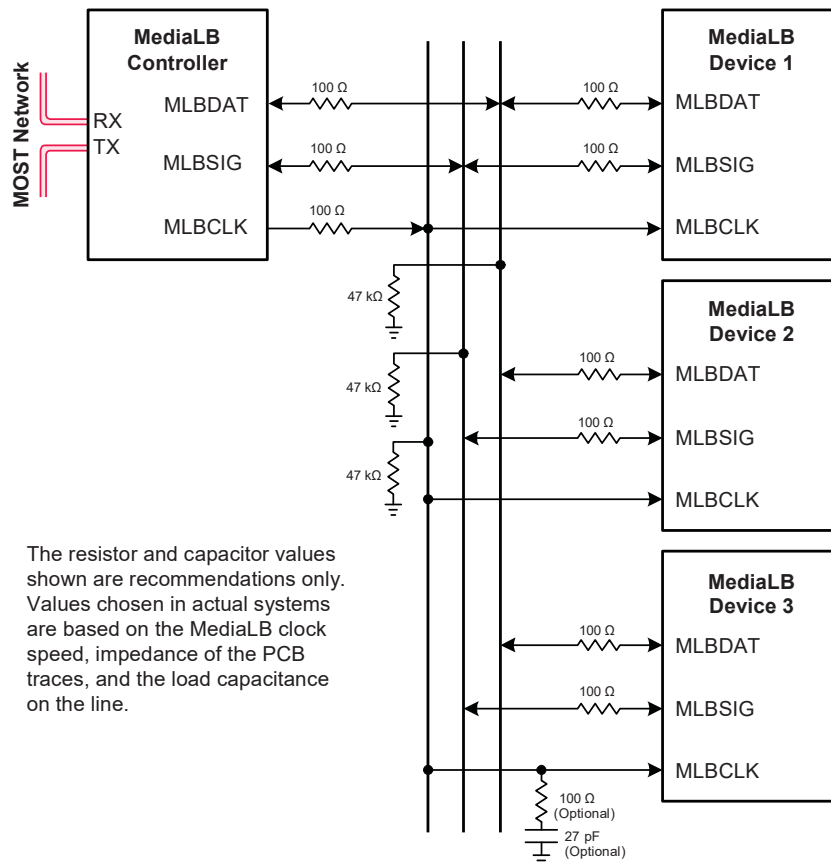 MediaLB
Controller
MOST Network
RX
TX
MLBDAT
MLBSIG
MLBCLK
100 Ω
100 Ω
100 Ω
MediaLB
Device 1
100 Ω
MLBDAT
100 Ω
MLBSIG
MLBCLK
47 kΩ
47 kΩ
47 kΩ
MediaLB
Device 2
100 Ω
MLBDAT
100 Ω
MLBSIG
MLBCLK
The resistor and capacitor values
shown are recommendations only.
Values chosen in actual systems
are based on the MediaLB clock
speed, impedance of the PCB
traces, and the load capacitance
on the line.
MediaLB
Device 3
100 Ω
MLBDAT
100 Ω
MLBSIG
MLBCLK
100 Ω
(Optional)
27 pF
(Optional)